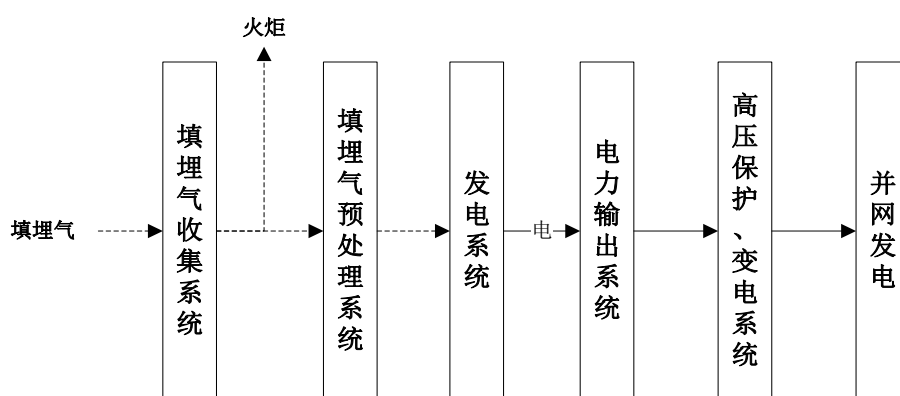 火炬
填埋气
填埋气收集系统
填埋气预处理系统
发电系统
电
电力输出系统
高压保护、变电系统
并网发电